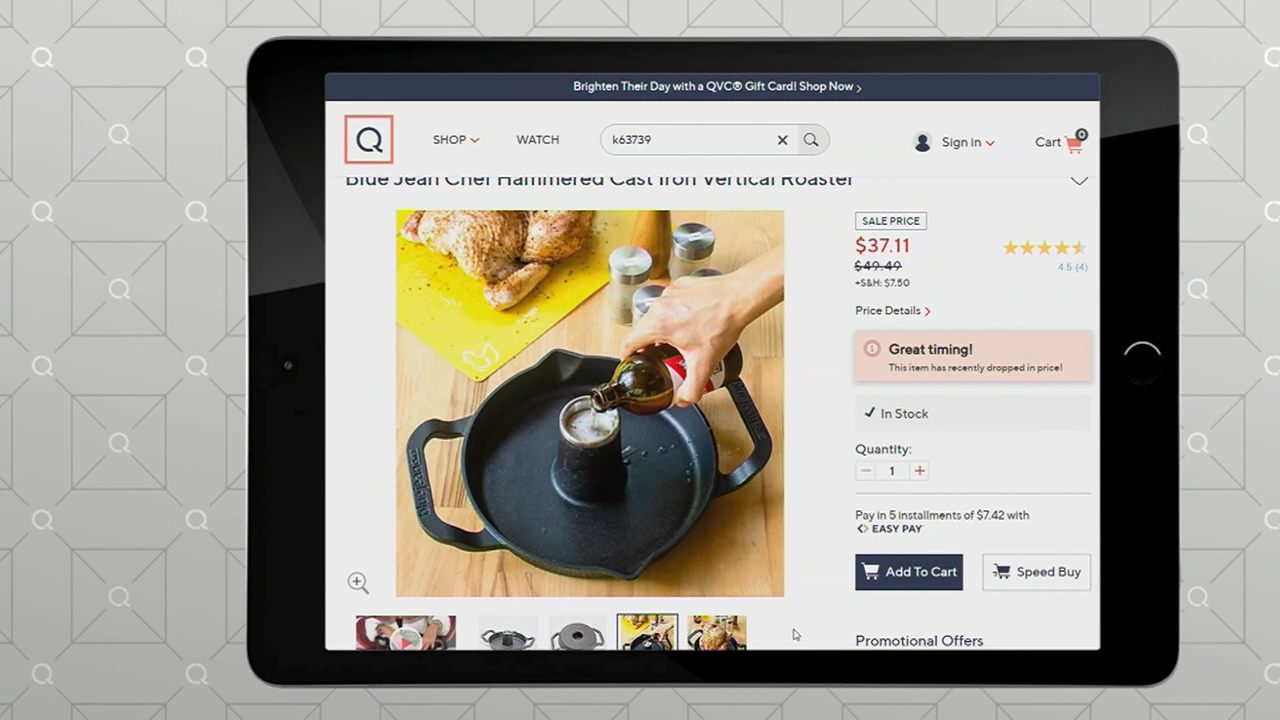 Brighten Their Day with a QVC® Gift Card! Shop Now >
Q
SHOP
WATCH
k63739
Sign in
Cart
0
Blue Jean Chef Hammered Cast Iron Vertical Roaster
SALE PRICE
$37.11
$49.49
4.5 (4)
+S&H: $7.50
Price Details
Great timing!
This item has recently dropped in price!
In Stock
Quantity:
1
Pay in 5 installments of $7.42 with
EASY PAY
Add To Cart
Speed Buy
Promotional Offers